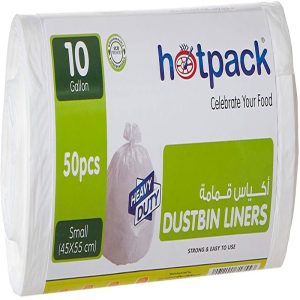 10
Gallon
hotpack
Celebrate Your Food
50pcs
HEAVY
DUTY
أكياس قمامة
DUSTBIN LINERS
STRONG & EASY TO USE
Small
(45X55 cm)